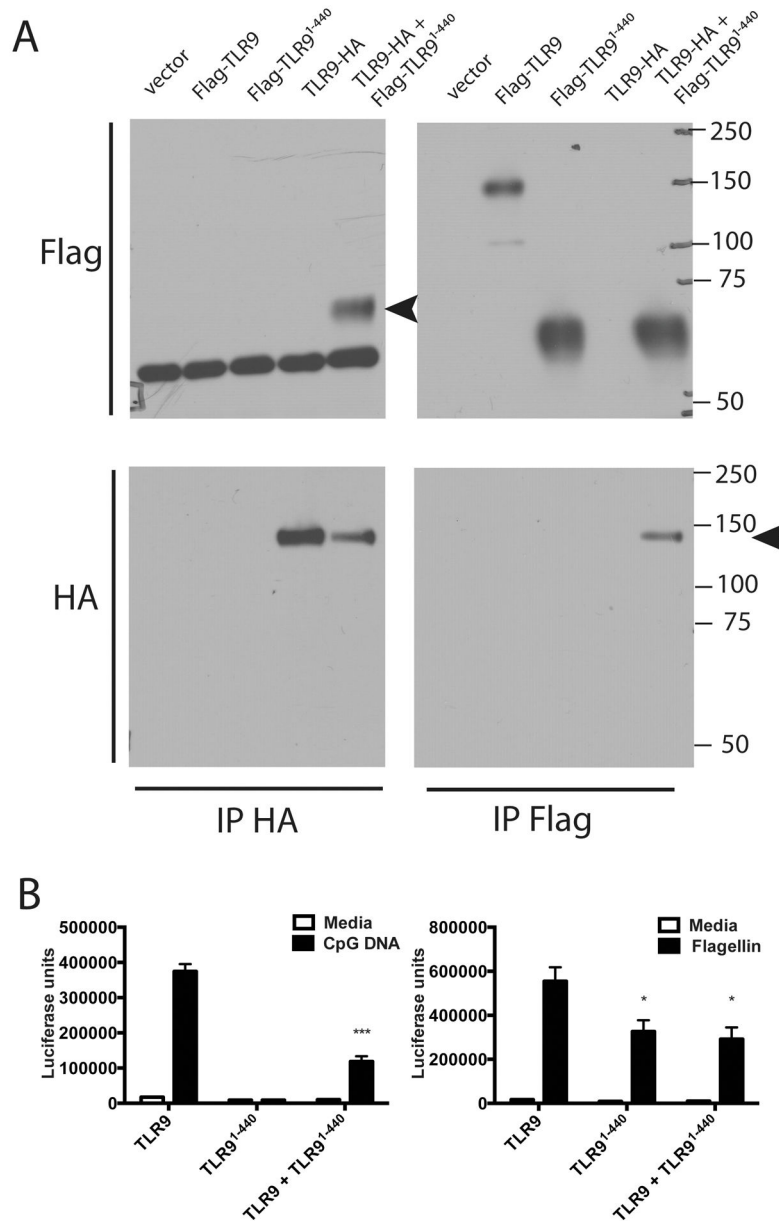 A
vector
Flag-TLR9
Flag-TLR9¹⁻⁴⁴⁰
TLR9-HA
TLR9-HA +
Flag-TLR9¹⁻⁴⁴⁰
vector
Flag-TLR9
Flag-TLR9¹⁻⁴⁴⁰
TLR9-HA
TLR9-HA +
Flag-TLR9¹⁻⁴⁴⁰
Flag
250
150
100
75
50
HA
250
150
100
75
50
IP HA
IP Flag
B
Luciferase units
500000
400000
300000
200000
100000
0
Media
CpG DNA
***
TLR9
TLR9¹⁻⁴⁴⁰
TLR9 + TLR9¹⁻⁴⁴⁰
Luciferase units
800000
600000
400000
200000
0
Media
Flagellin
*
*
TLR9
TLR9¹⁻⁴⁴⁰
TLR9 + TLR9¹⁻⁴⁴⁰